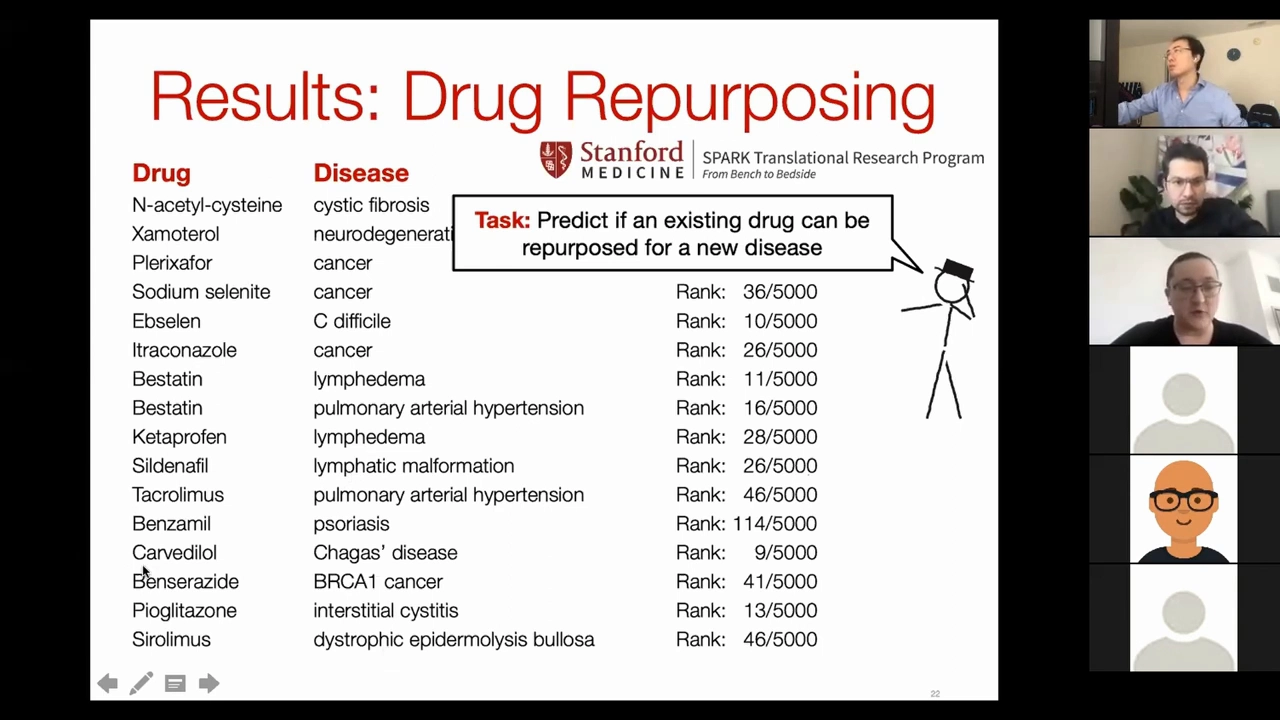 Results: Drug Repurposing
Stanford
MEDICINE
SPARK Translational Research Program
From Bench to Bedside
Drug Disease
Task: Predict if an existing drug can be
repurposed for a new disease
N-acetyl-cysteine cystic fibrosis
Xamoterol neurodegenerati
Plerixafor cancer
Sodium selenite cancer Rank: 36/5000
Ebselen C difficile Rank: 10/5000
Itraconazole cancer Rank: 26/5000
Bestatin lymphedema Rank: 11/5000
Bestatin pulmonary arterial hypertension Rank: 16/5000
Ketaprofen lymphedema Rank: 28/5000
Sildenafil lymphatic malformation Rank: 26/5000
Tacrolimus pulmonary arterial hypertension Rank: 46/5000
Benzamil psoriasis Rank: 114/5000
Carvedilol Chagas’ disease Rank: 9/5000
Benserazide BRCA1 cancer Rank: 41/5000
Pioglitazone interstitial cystitis Rank: 13/5000
Sirolimus dystrophic epidermolysis bullosa Rank: 46/5000
22